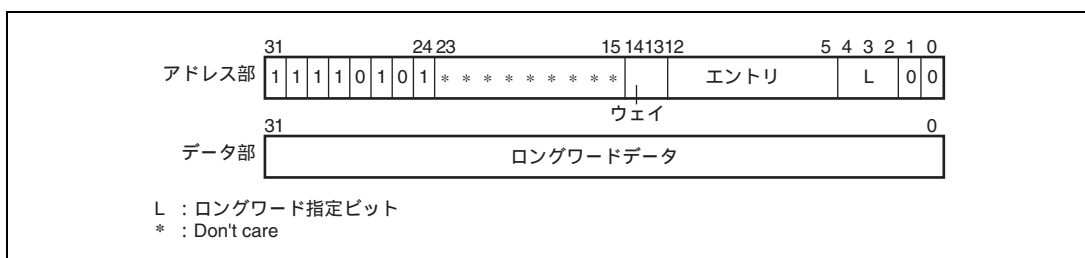 31 24 23 15 14 13 12 5 4 3 2 1 0
アドレス部 1 1 1 1 0 1 0 1 * * * * * * * * * エントリ L 0 0
ウェイ
31 0
データ部 ロングワードデータ
L : ロングワード指定ビット
* : Don't care